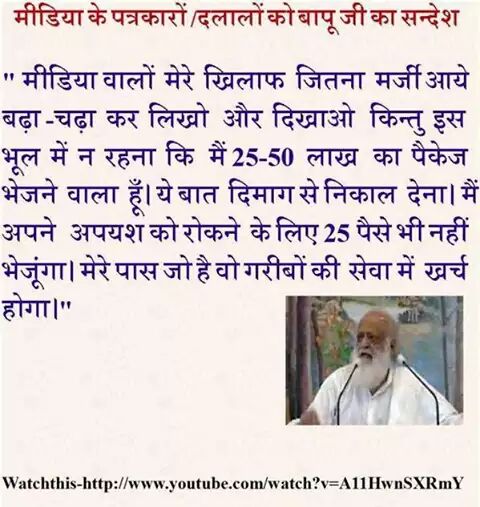 मीडिया के पत्रकारों /दलालों को बापू जी का सन्देश
" मीडिया वालों मेरे खिलाफ जितना मर्जी आये
बढ़ा -चढ़ा कर लिखो और दिखाओ किन्तु इस
भूल में न रहना कि मैं 25-50 लाख का पैकेज
भेजने वाला हूँ। ये बात दिमाग से निकाल देना। मैं
अपने अपयश को रोकने के लिए 25 पैसे भी नहीं
भेजूंगा। मेरे पास जो है वो गरीबों की सेवा में खर्च
होगा।"
Watchthis-http://www.youtube.com/watch?v=A11HwnSXRmY